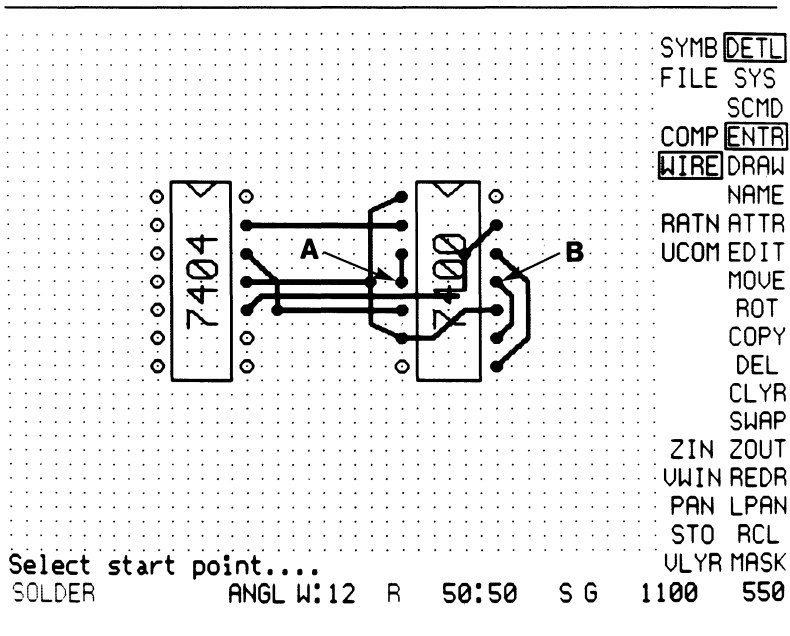 SYMB DETL
FILE SYS
SCMD
COMP ENTR
WIRE DRAW
NAME
RATN ATTR
UCOM EDIT
MOVE
ROT
COPY
DEL
CLYR
SWAP
ZIN ZOUT
VWIN REDR
PAN LPAN
STO RCL
VLYR MASK
7404
7400
A
B
Select start point....
SOLDER ANGL W:12 R 50:50 S G 1100 550